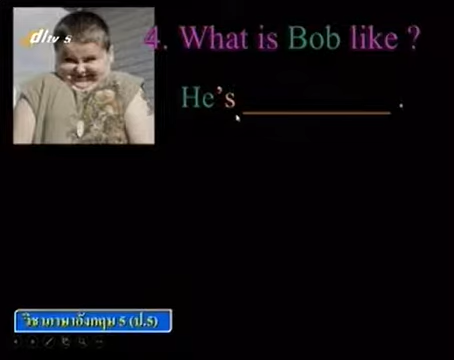 dltv 5
4. What is Bob like ?
He's ____________ .
วิชาภาษาอังกฤษ 5 (ป.5)